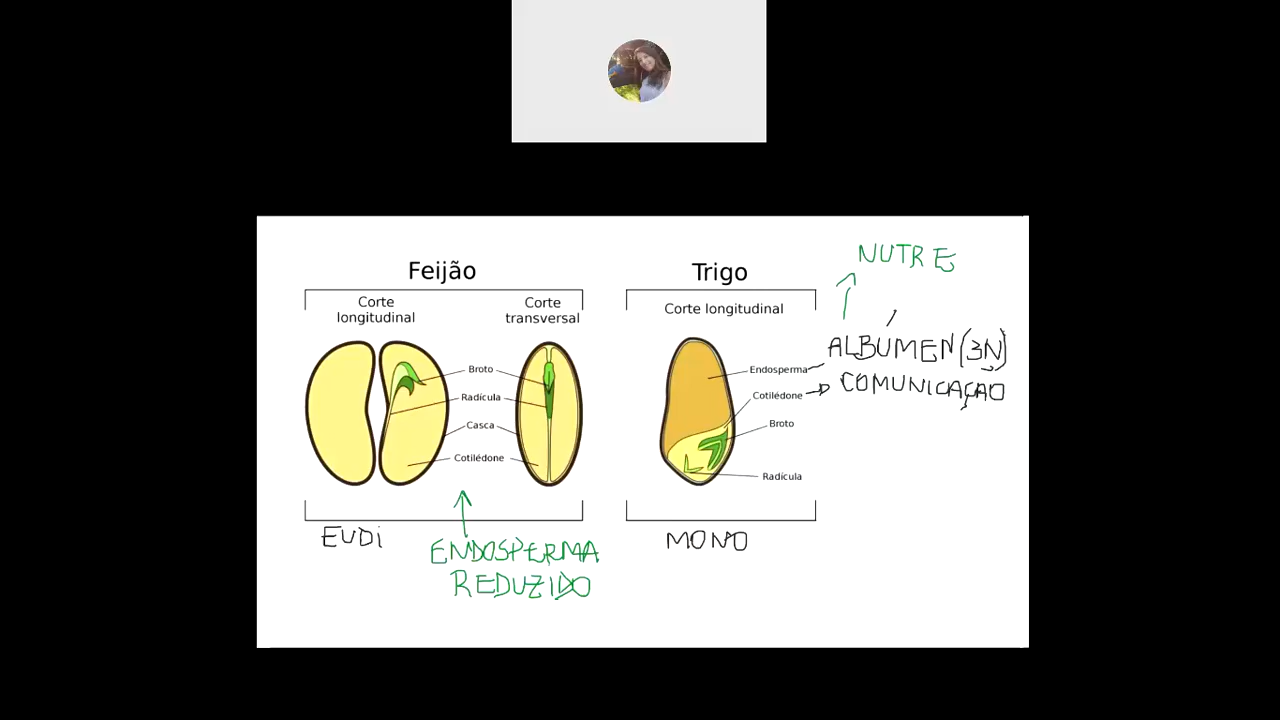 NUTRE
Feijão
Trigo
Corte
longitudinal
Corte
transversal
Corte longitudinal
ALBÚMEN (3N)
Broto
Endosperma
COMUNICAÇAO
Radícula
Cotilédone
Casca
Broto
Cotilédone
Radícula
EUDi
MONO
ENDOSPERMA
REDUZIDO